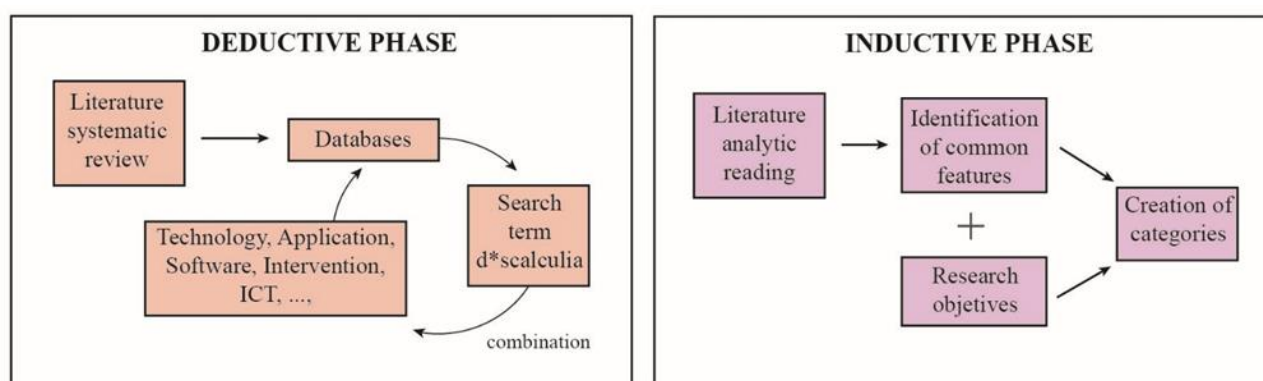 DEDUCTIVE PHASE
Literature
systematic
review
Databases
Search
term
d*scalculia
Technology, Application,
Software, Intervention,
ICT, ...,
combination
INDUCTIVE PHASE
Literature
analytic
reading
Identification
of common
features
+
Research
objetives
Creation of
categories